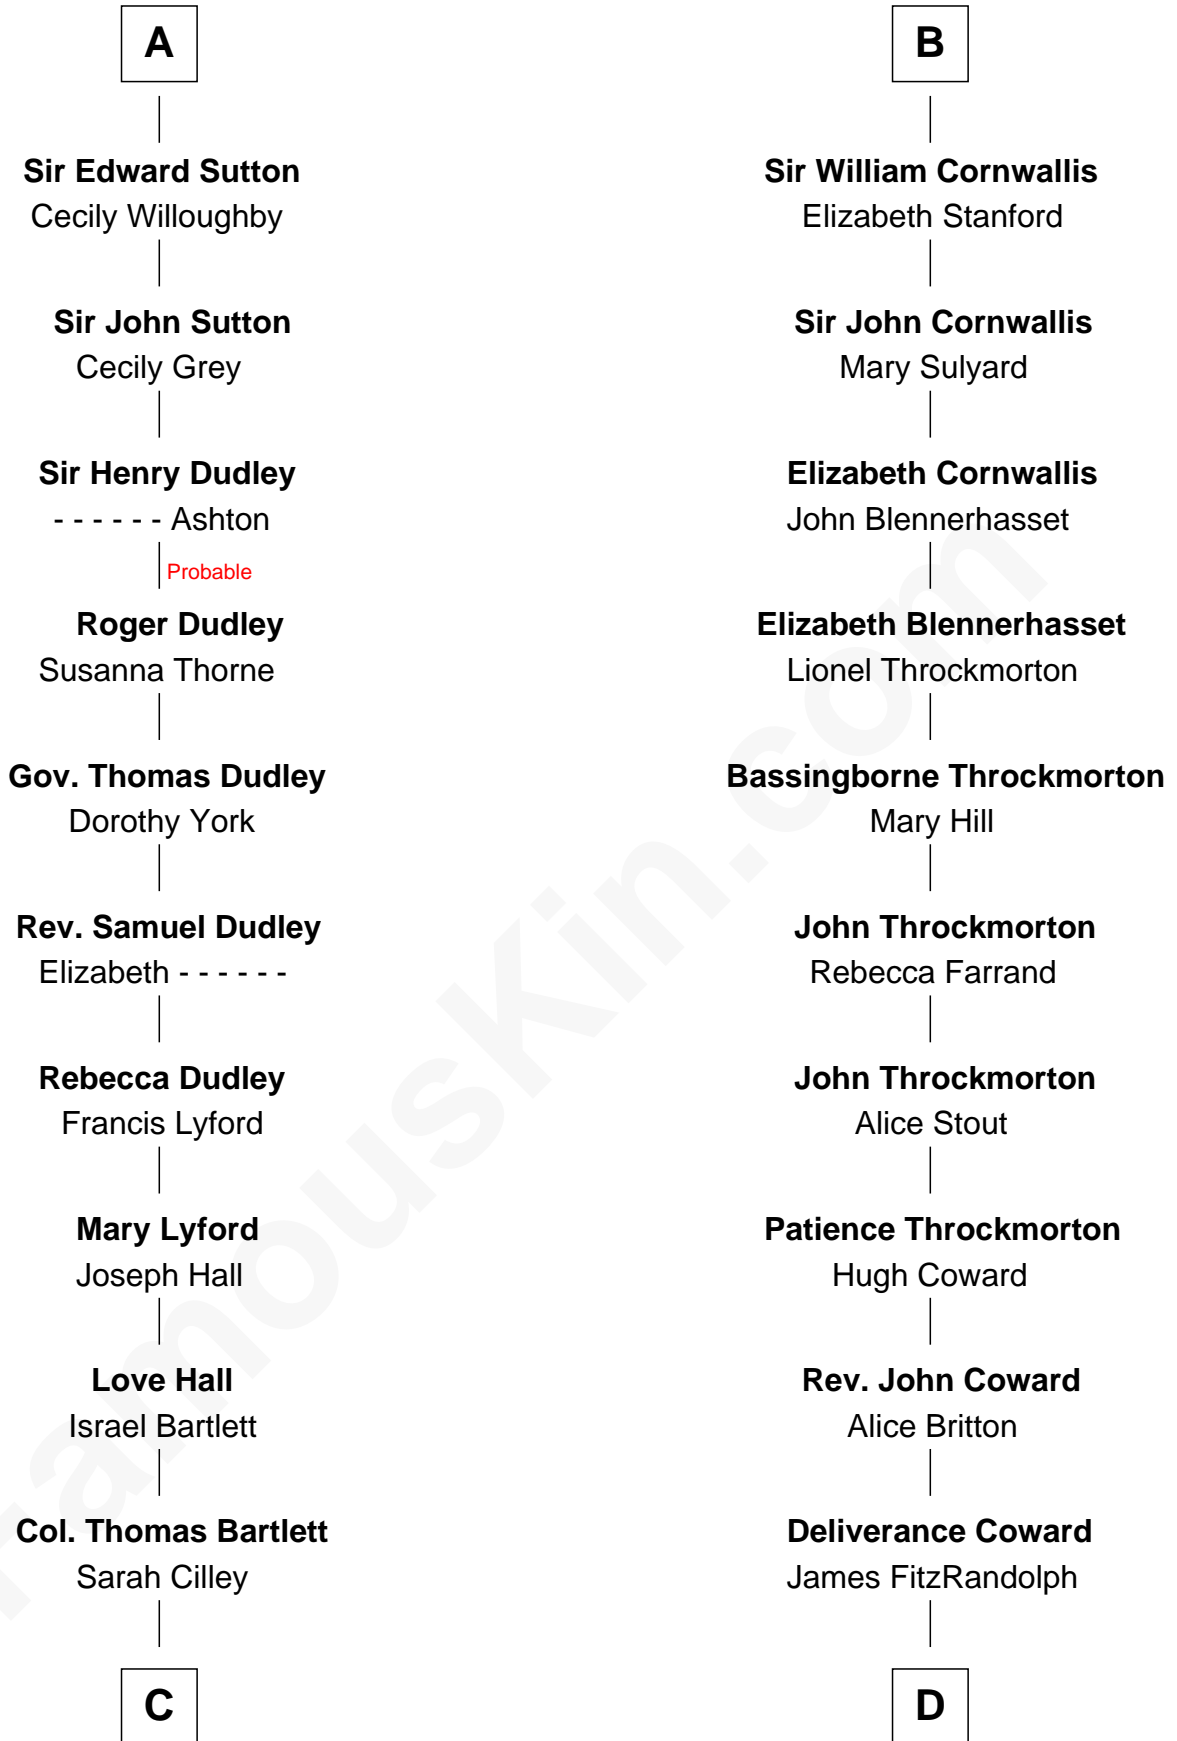 A
Sir Edward Sutton
Cecily Willoughby
Sir John Sutton
Cecily Grey
Sir Henry Dudley
- - - - - - Ashton
Probable
Roger Dudley
Susanna Thorne
Gov. Thomas Dudley
Dorothy York
Rev. Samuel Dudley
Elizabeth - - - - - -
Rebecca Dudley
Francis Lyford
Mary Lyford
Joseph Hall
Love Hall
Israel Bartlett
Col. Thomas Bartlett
Sarah Cilley
C
B
Sir William Cornwallis
Elizabeth Stanford
Sir John Cornwallis
Mary Sulyard
Elizabeth Cornwallis
John Blennerhasset
Elizabeth Blennerhasset
Lionel Throckmorton
Bassingborne Throckmorton
Mary Hill
John Throckmorton
Rebecca Farrand
John Throckmorton
Alice Stout
Patience Throckmorton
Hugh Coward
Rev. John Coward
Alice Britton
Deliverance Coward
James FitzRandolph
D
FamousKin.com